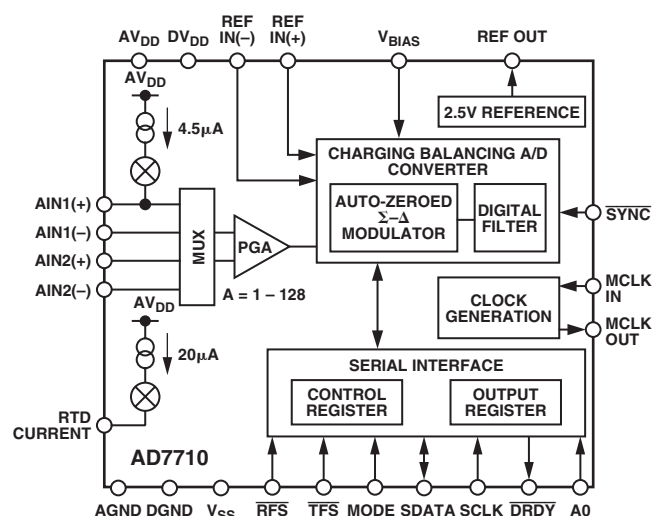 REF REF
AVDD DVDD IN(–) IN(+) VBIAS REF OUT
AVDD
2.5V REFERENCE
4.5μA
CHARGING BALANCING A/D
CONVERTER
AUTO-ZEROED
Σ–Δ
MODULATOR
DIGITAL
FILTER
SYNC
AIN1(+)
AIN1(–)
AIN2(+)
AIN2(–)
MUX
PGA
A = 1 – 128
AVDD
20μA
CLOCK
GENERATION
MCLK
IN
MCLK
OUT
SERIAL INTERFACE
CONTROL
REGISTER
OUTPUT
REGISTER
RTD
CURRENT
AD7710
AGND DGND VSS RFS TFS MODE SDATA SCLK DRDY A0